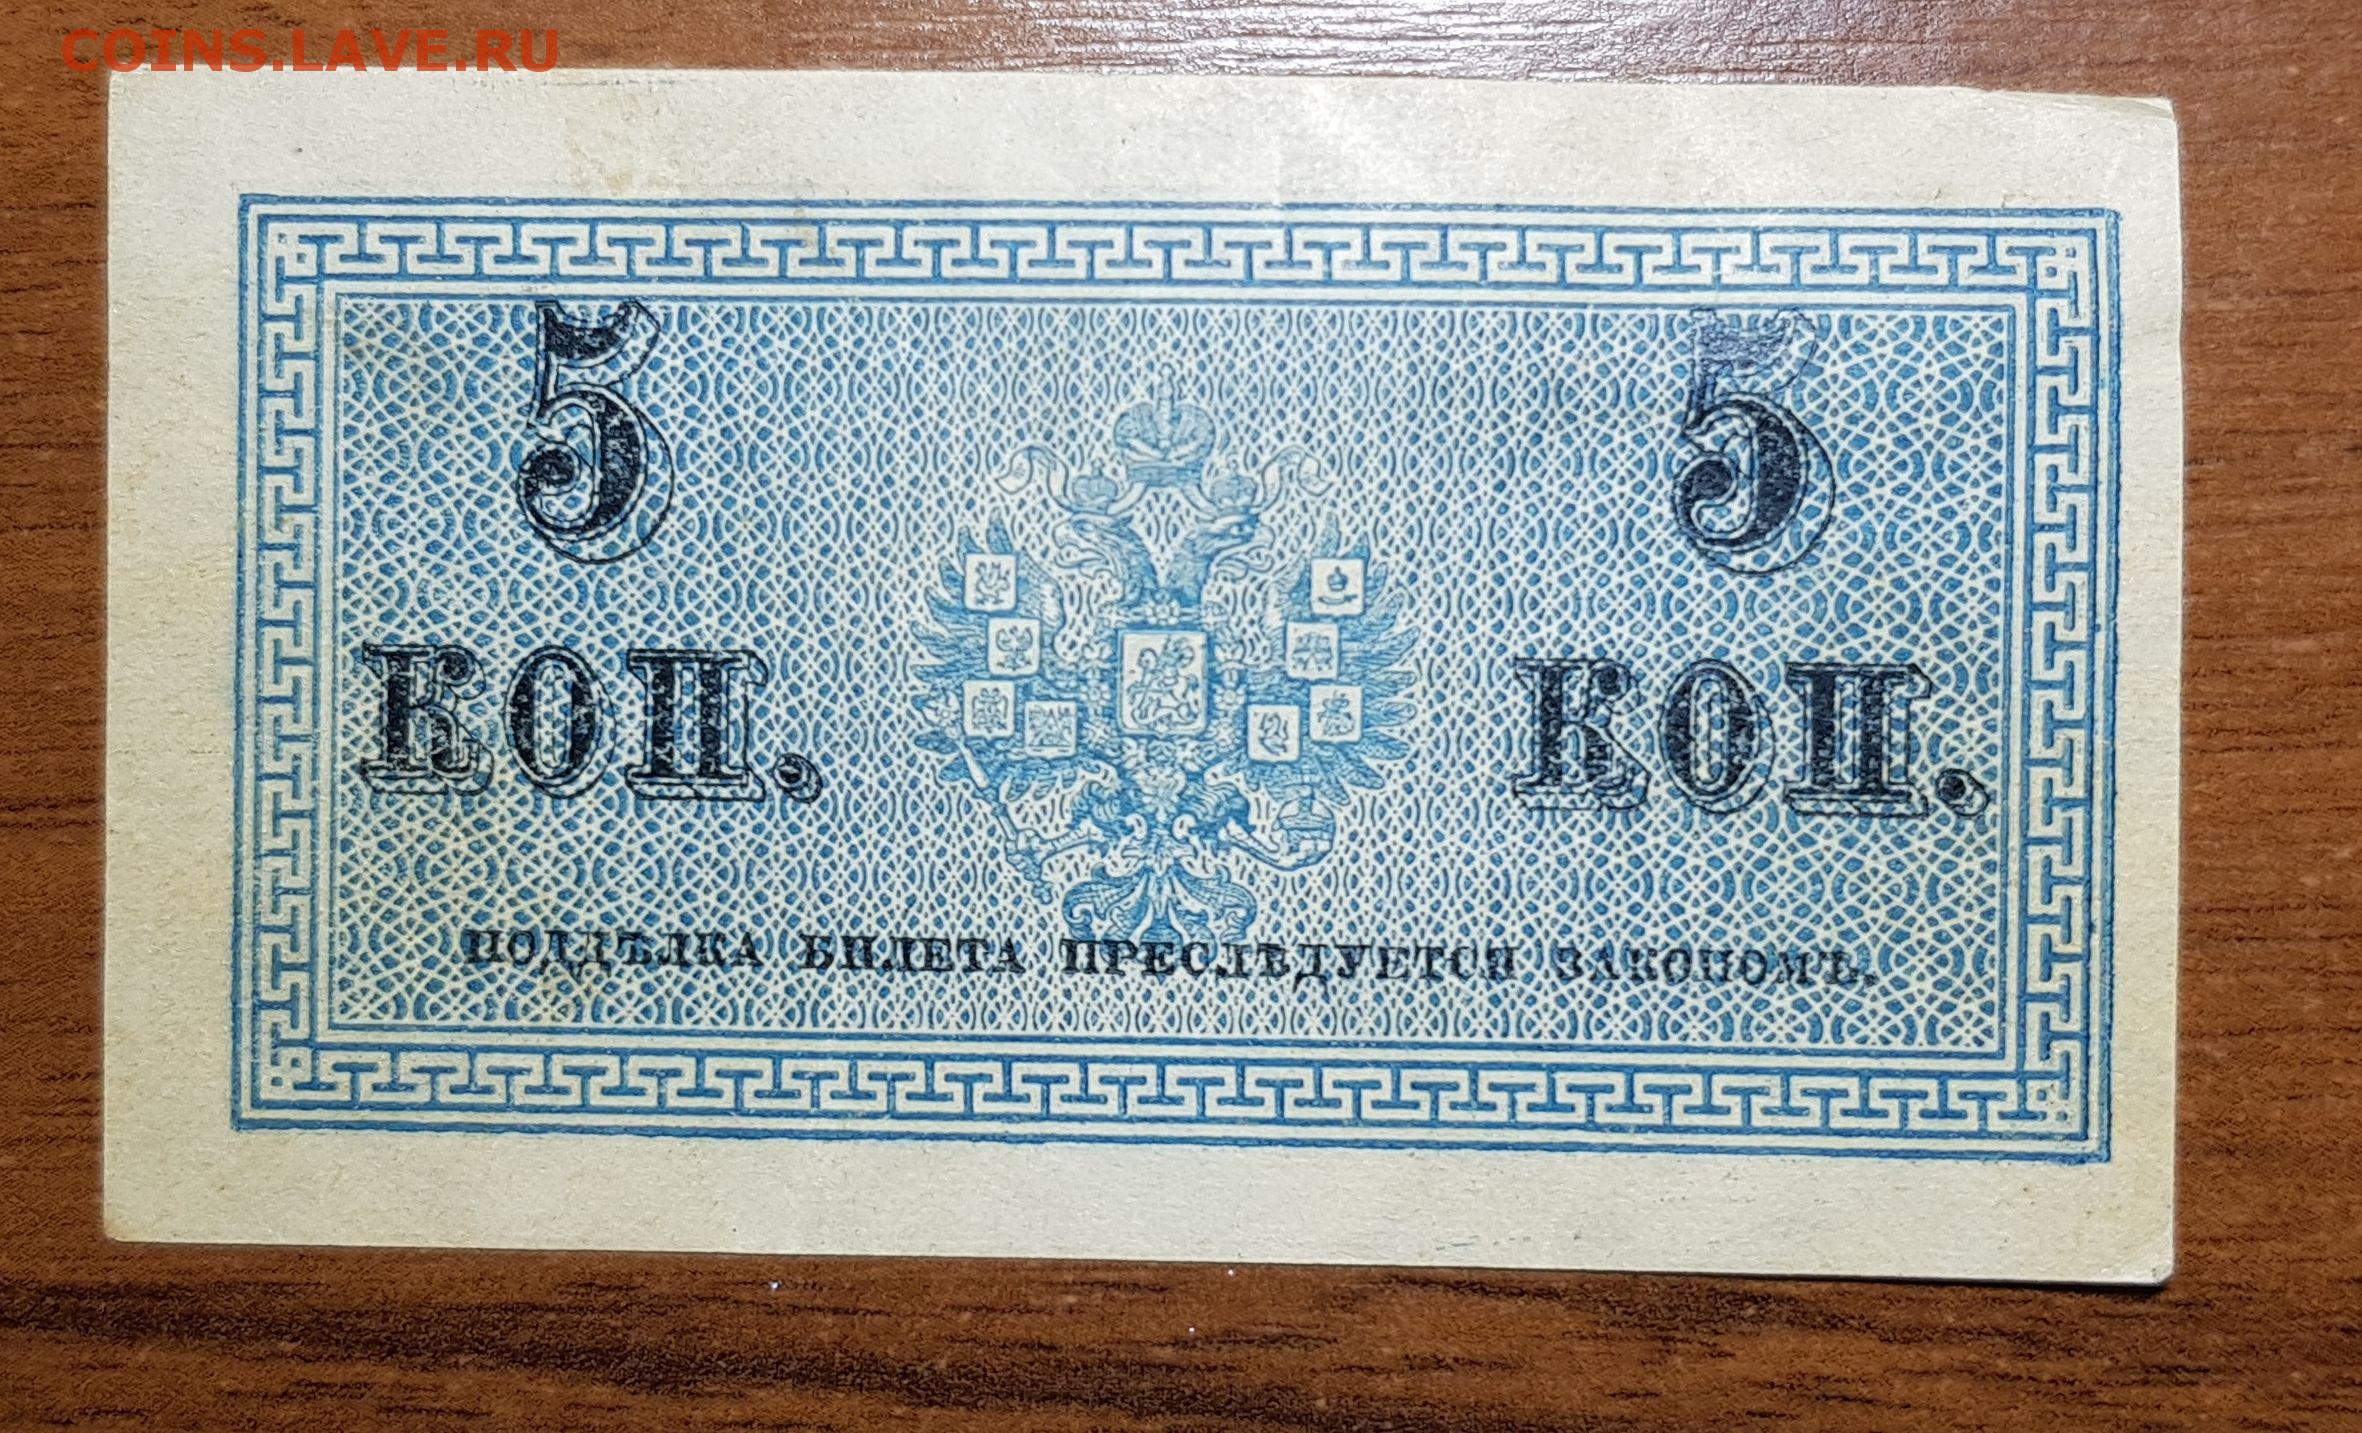 COINS.LAVE.RU
5 5
КОП. КОП.
ПОДДѢЛКА БИЛЕТА ПРЕСЛѢДУЕТСЯ ЗАКОНОМЪ.